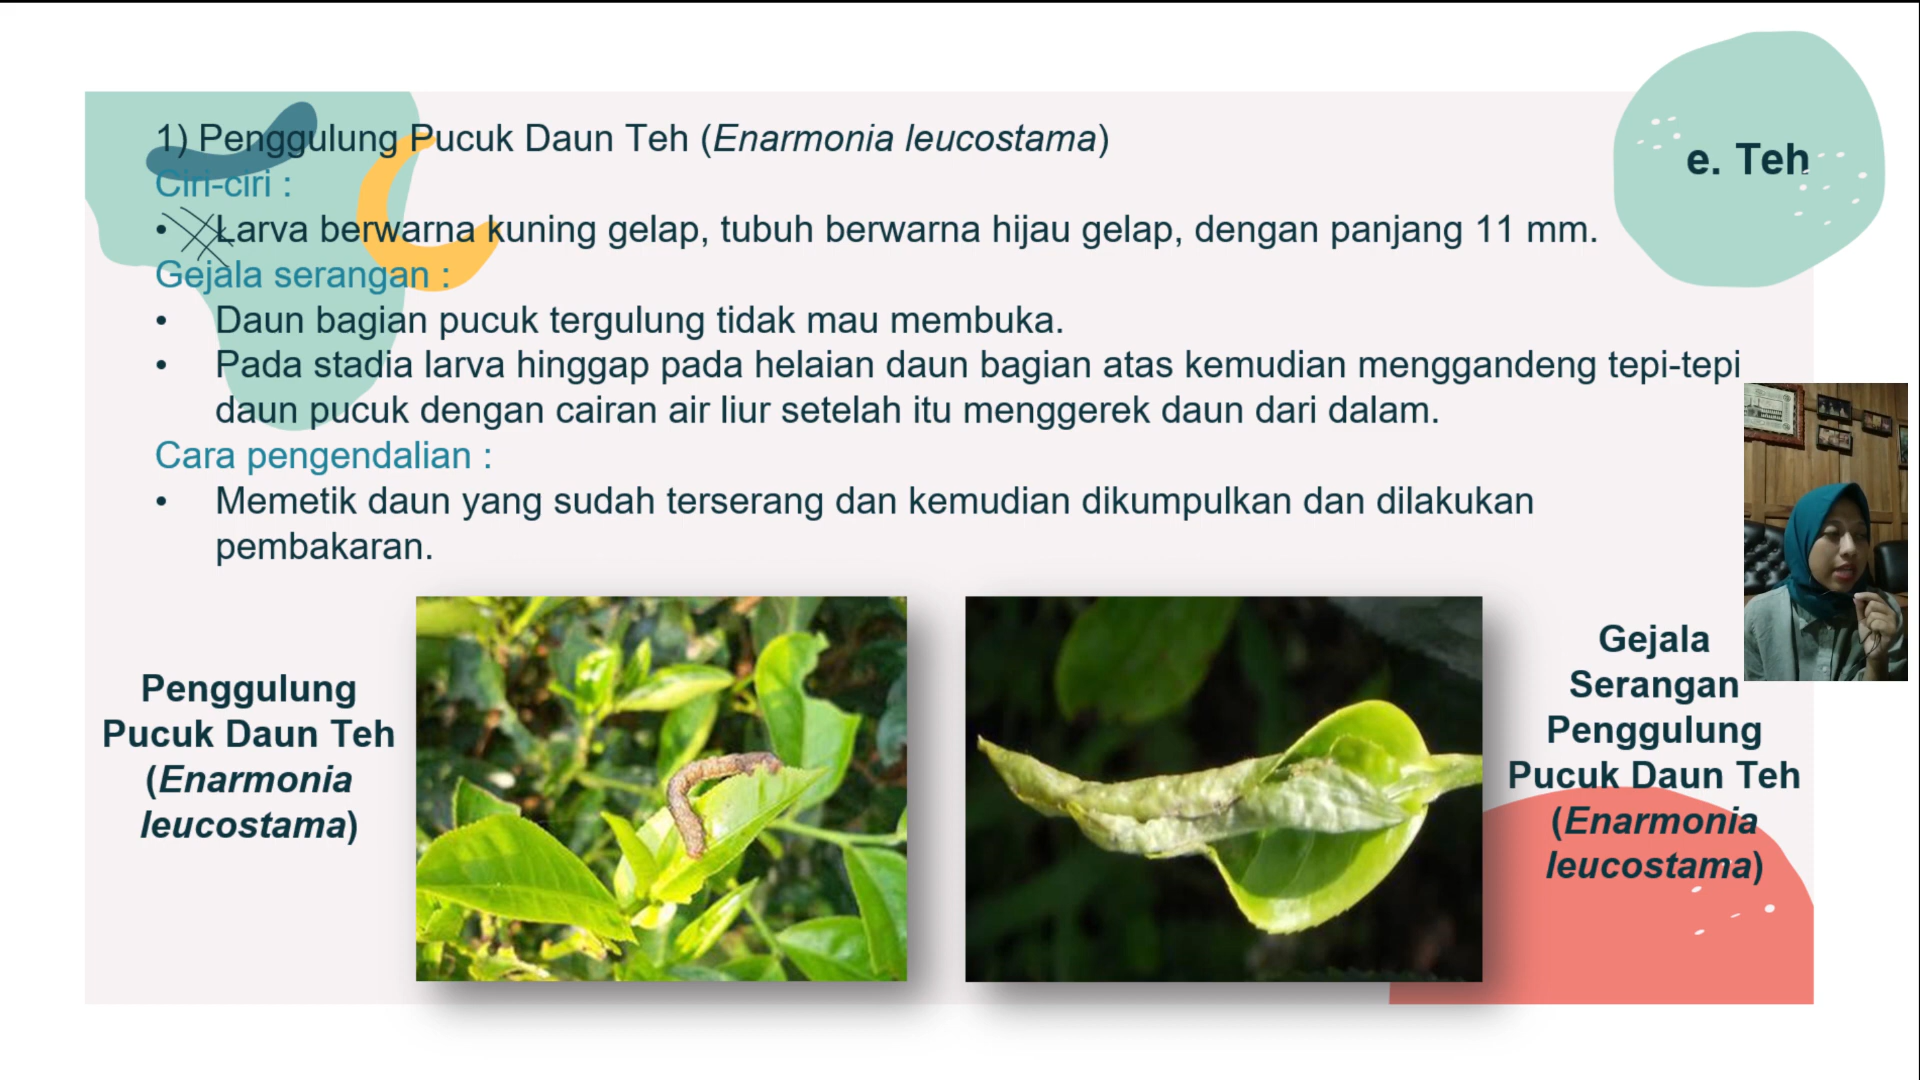 1) Penggulung Pucuk Daun Teh (Enarmonia leucostama)
e. Teh
Ciri-ciri :
• Larva berwarna kuning gelap, tubuh berwarna hijau gelap, dengan panjang 11 mm.
Gejala serangan :
• Daun bagian pucuk tergulung tidak mau membuka.
• Pada stadia larva hinggap pada helaian daun bagian atas kemudian menggandeng tepi-tepi
daun pucuk dengan cairan air liur setelah itu menggerek daun dari dalam.
Cara pengendalian :
• Memetik daun yang sudah terserang dan kemudian dikumpulkan dan dilakukan
pembakaran.
Penggulung
Pucuk Daun Teh
(Enarmonia
leucostama)
Gejala
Serangan
Penggulung
Pucuk Daun Teh
(Enarmonia
leucostama)